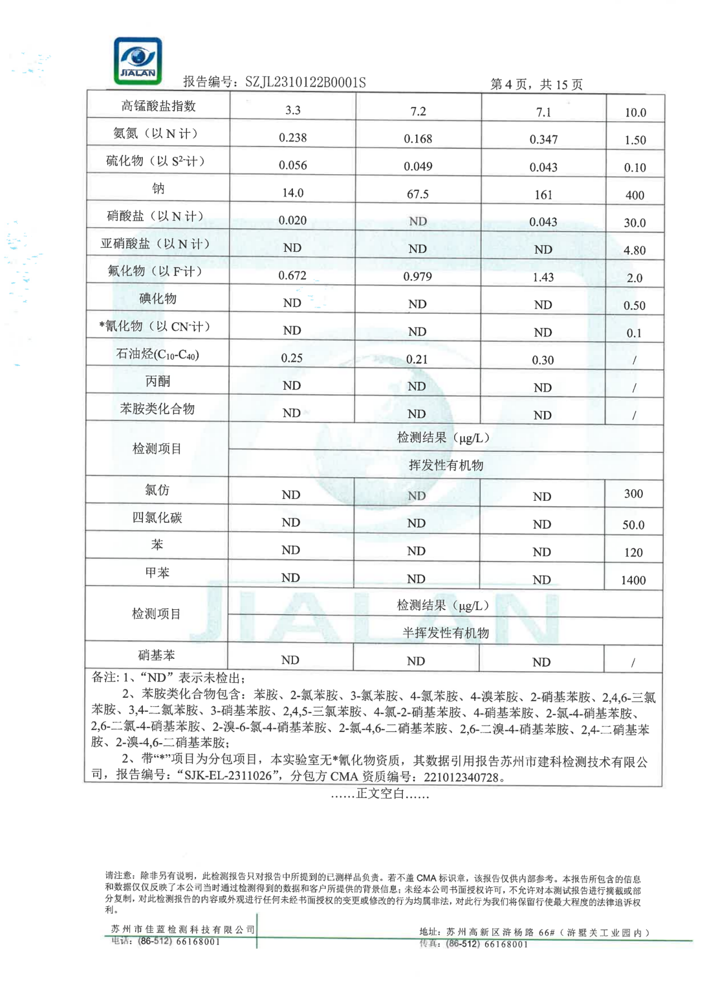 JIALAN
报告编号：SZJL2310122B0001S 第 4 页，共 15 页
高锰酸盐指数 3.3 7.2 7.1 10.0
氨氮（以 N 计） 0.238 0.168 0.347 1.50
硫化物（以 S²⁻计） 0.056 0.049 0.043 0.10
钠 14.0 67.5 161 400
硝酸盐（以 N 计） 0.020 ND 0.043 30.0
亚硝酸盐（以 N 计） ND ND ND 4.80
氟化物（以 F⁻计） 0.672 0.979 1.43 2.0
碘化物 ND ND ND 0.50
*氰化物（以 CN⁻计） ND ND ND 0.1
石油烃(C₁₀-C₄₀) 0.25 0.21 0.30 /
丙酮 ND ND ND /
苯胺类化合物 ND ND ND /
检测项目 检测结果（μg/L）
挥发性有机物
氯仿 ND ND ND 300
四氯化碳 ND ND ND 50.0
苯 ND ND ND 120
甲苯 ND ND ND 1400
检测项目 检测结果（μg/L）
半挥发性有机物
硝基苯 ND ND ND /
备注: 1、“ND”表示未检出；
2、苯胺类化合物包含：苯胺、2-氯苯胺、3-氯苯胺、4-氯苯胺、4-溴苯胺、2-硝基苯胺、2,4,6-三氯
苯胺、3,4-二氯苯胺、3-硝基苯胺、2,4,5-三氯苯胺、4-氯-2-硝基苯胺、4-硝基苯胺、2-氯-4-硝基苯胺、
2,6-二氯-4-硝基苯胺、2-溴-6-氯-4-硝基苯胺、2-氯-4,6-二硝基苯胺、2,6-二溴-4-硝基苯胺、2,4-二硝基苯
胺、2-溴-4,6-二硝基苯胺；
2、带“*”项目为分包项目，本实验室无*氰化物资质，其数据引用报告苏州市建科检测技术有限公
司，报告编号：“SJK-EL-2311026”，分包方 CMA 资质编号：221012340728。
……正文空白……
请注意：除非另有说明，此检测报告只对报告中所提到的已测样品负责。若不盖 CMA 标识章，该报告仅供内部参考。本报告所包含的信息
和数据仅仅反映了本公司当时通过检测得到的数据和客户所提供的背景信息；未经本公司书面授权许可，不允许对本测试报告进行摘截或部
分复制，对此检测报告的内容或外观进行任何未经书面授权的变更或修改的行为均属非法，对此行为我们将保留行使最大程度的法律追诉权
利。
苏州市佳蓝检测科技有限公司 地址：苏州高新区浒杨路 66#（浒墅关工业园内）
电话：(86-512) 66168001 传真：(86-512) 66168001